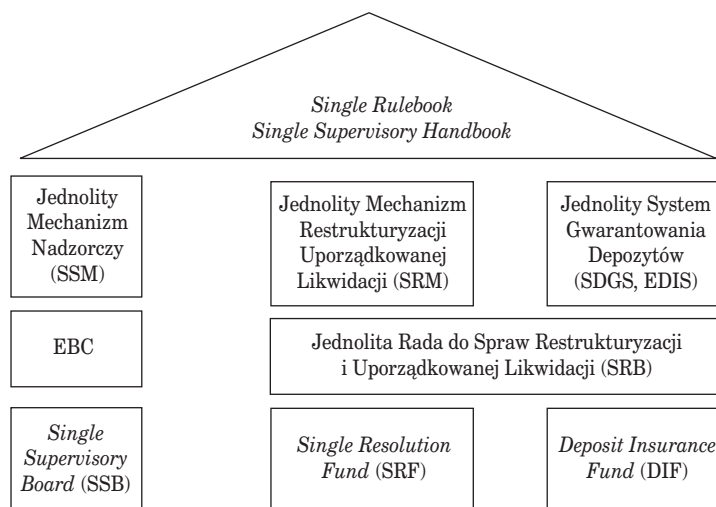 Single Rulebook
Single Supervisory Handbook
Jednolity
Mechanizm
Nadzorczy
(SSM)
Jednolity Mechanizm
Restrukturyzacji
Uporządkowanej
Likwidacji (SRM)
Jednolity System
Gwarantowania
Depozytów
(SDGS, EDIS)
EBC
Jednolita Rada do Spraw Restrukturyzacji
i Uporządkowanej Likwidacji (SRB)
Single
Supervisory
Board (SSB)
Single Resolution
Fund (SRF)
Deposit Insurance
Fund (DIF)